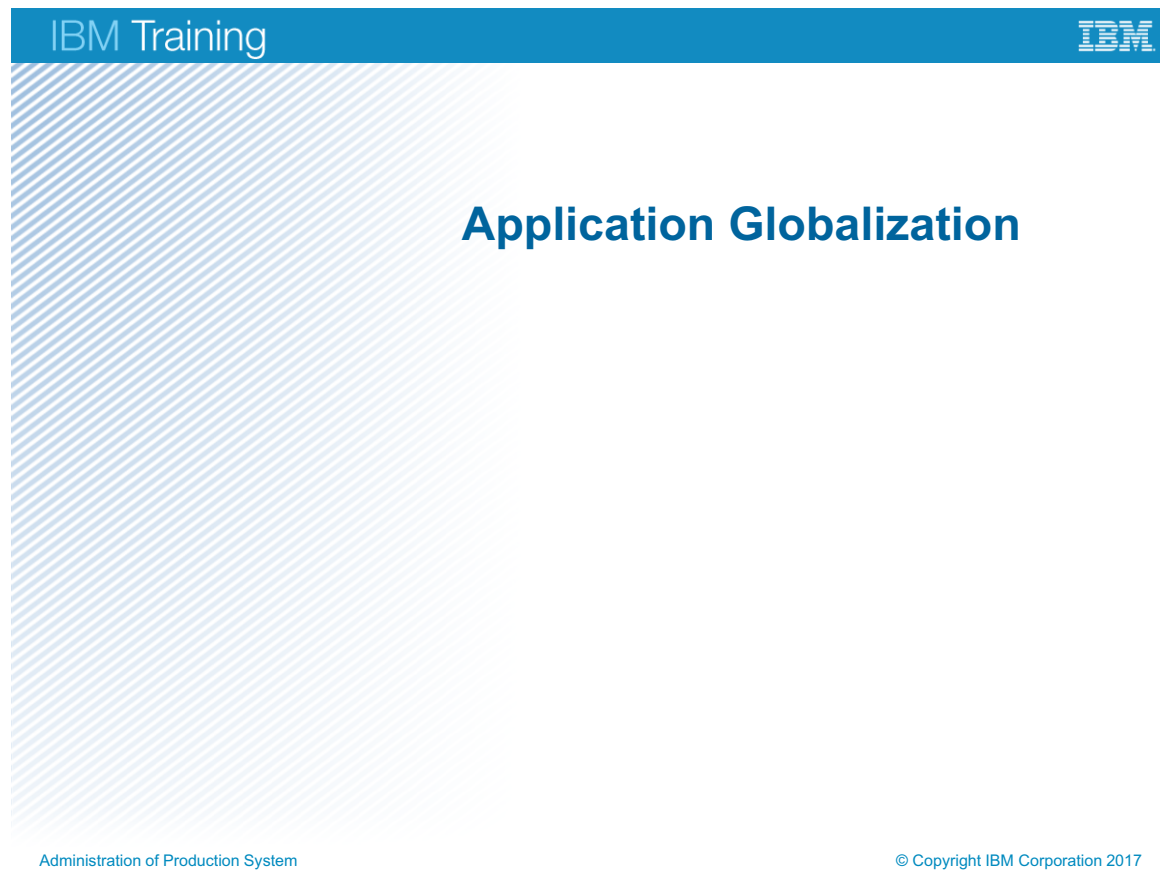 IBM Training
IBM
Application Globalization
Administration of Production System
© Copyright IBM Corporation 2017